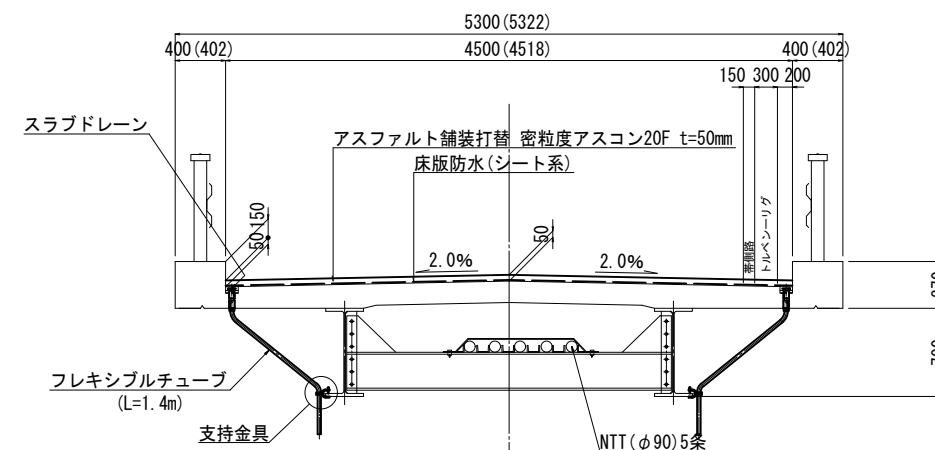 5300(5322)
400(402)
4500(4518)
400(402)
150 300 200
スラブドレーン
アスファルト舗装打替 密粒度アスコン20F t=50mm
床版防水(シート系)
50 150
50
2.0%
2.0%
路側帯
グリーンベルト
フレキシブルチューブ
(L=1.4m)
支持金具
NTT(φ90)5条